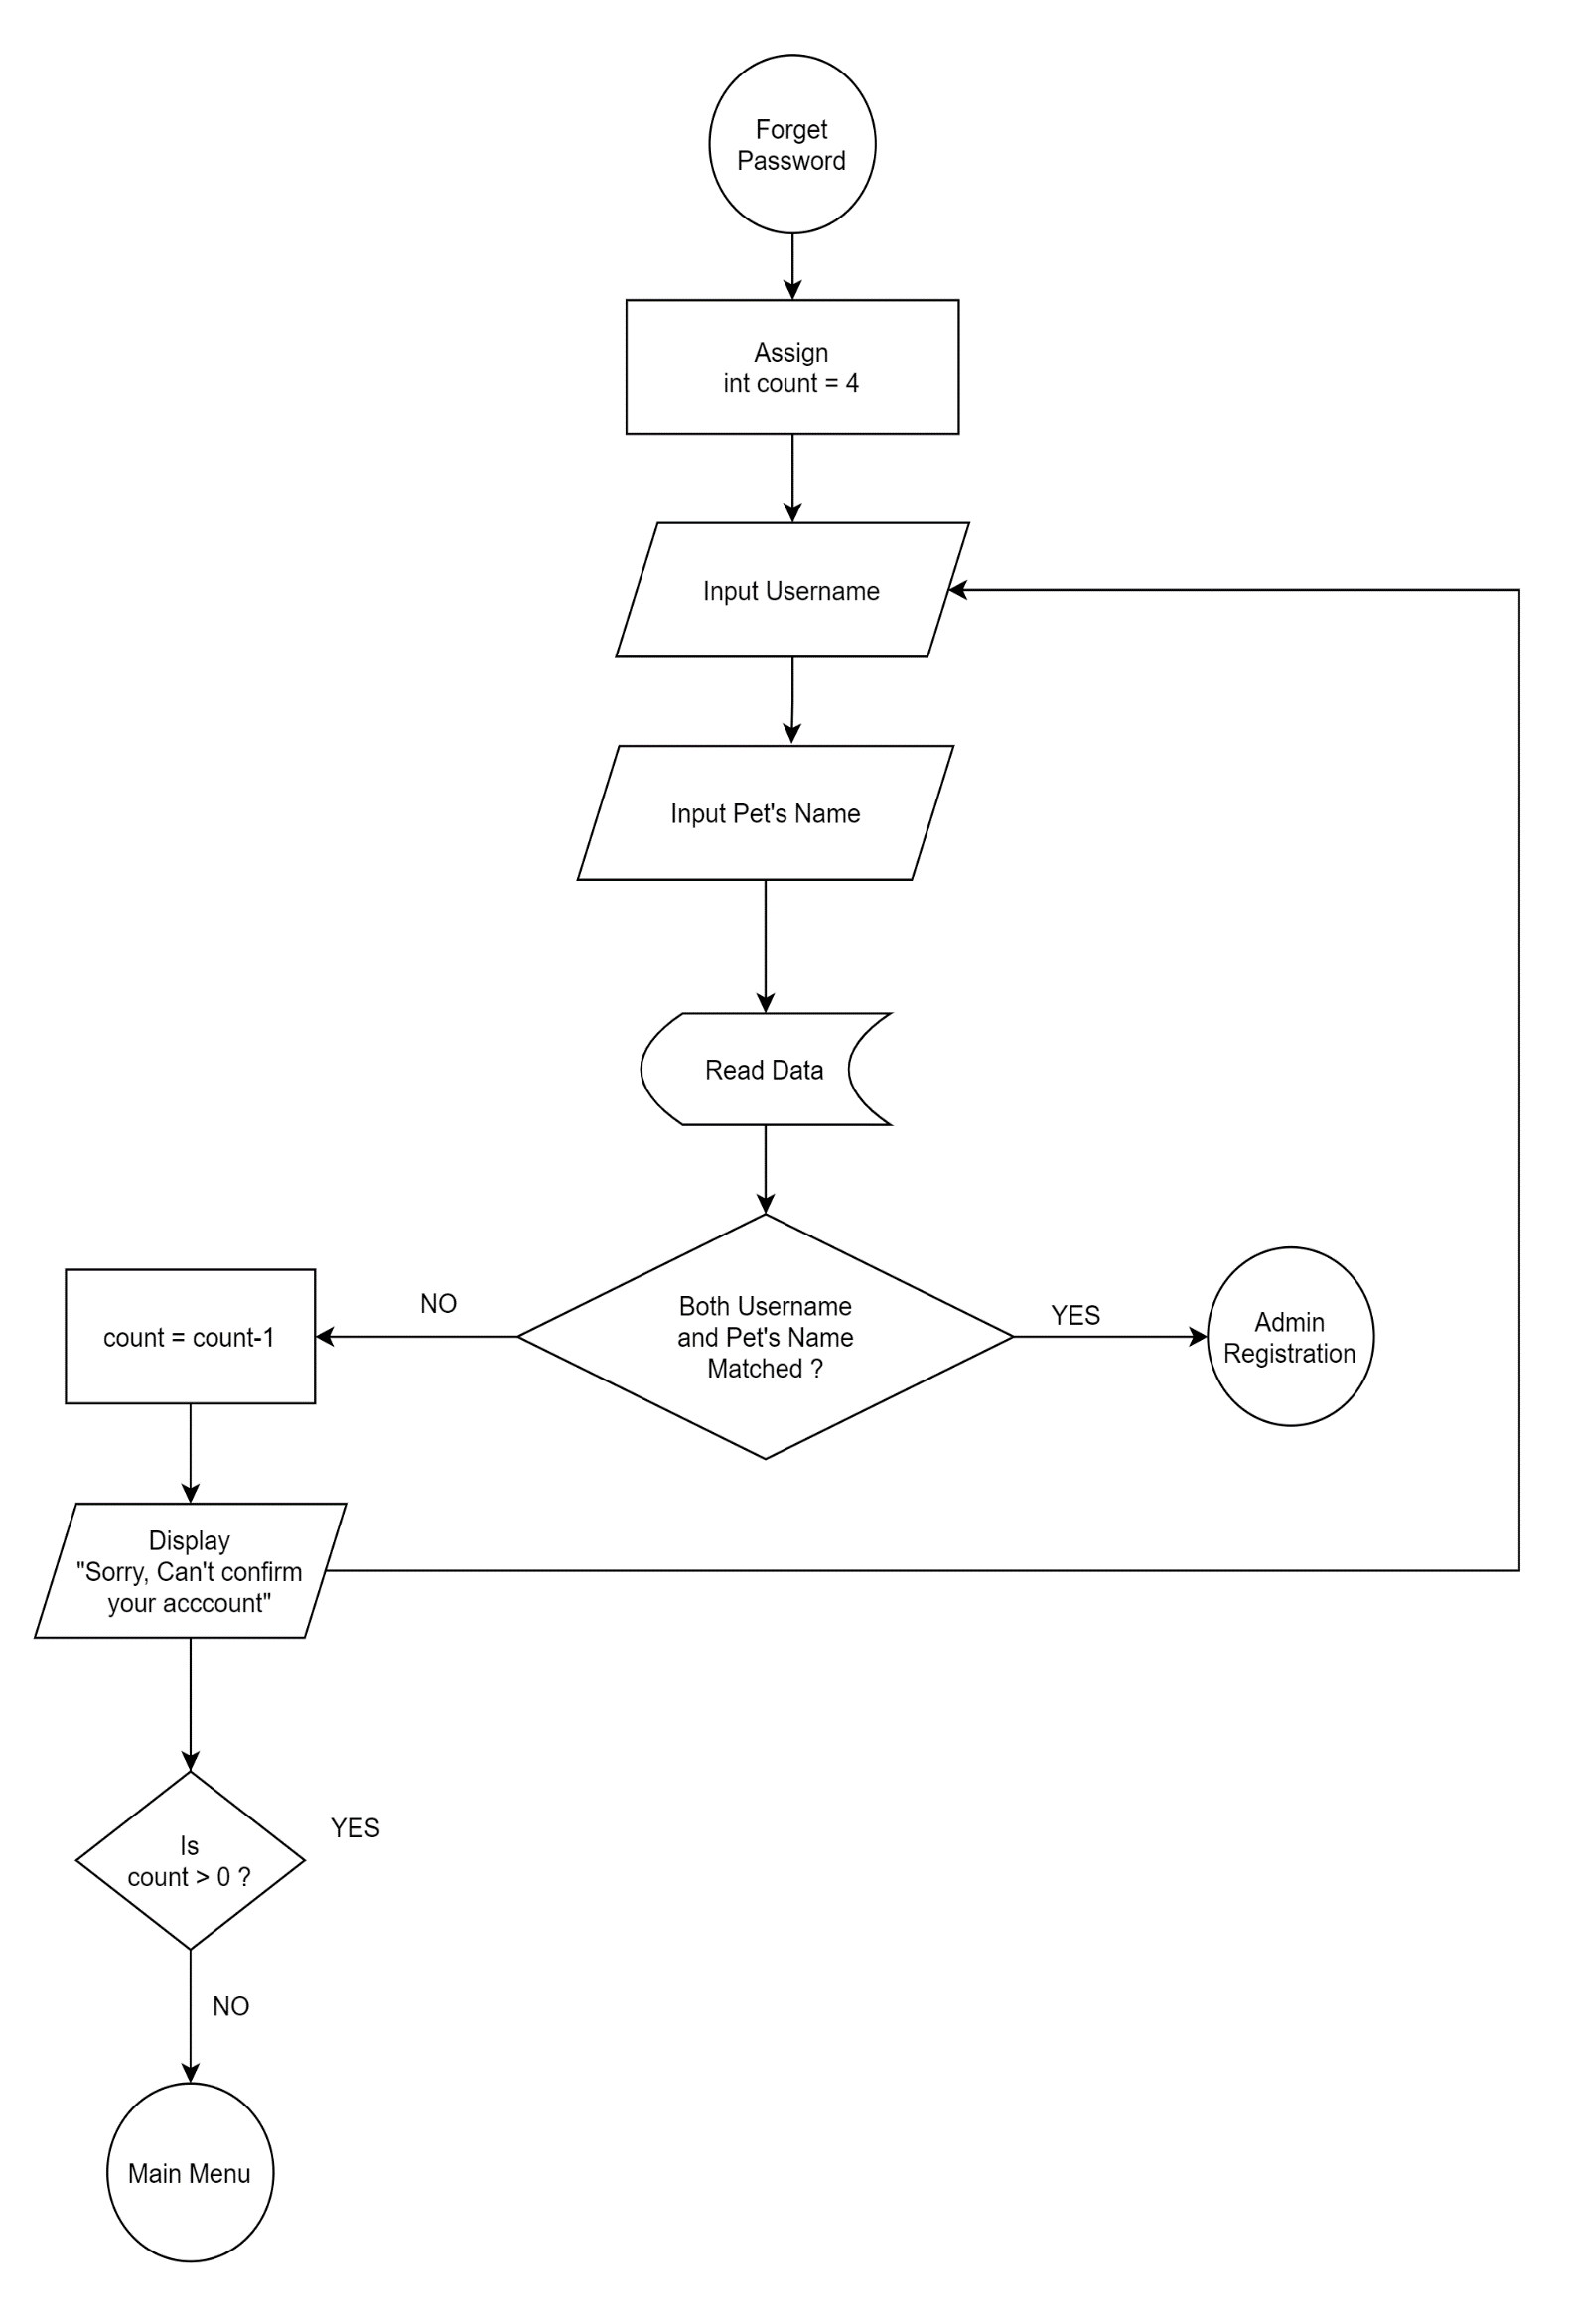 Forget
Password
Assign
int count = 4
Input Username
Input Pet's Name
Read Data
Both Username
and Pet's Name
Matched ?
NO
YES
count = count-1
Admin
Registration
Display
"Sorry, Can't confirm
your acccount"
Is
count > 0 ?
YES
NO
Main Menu